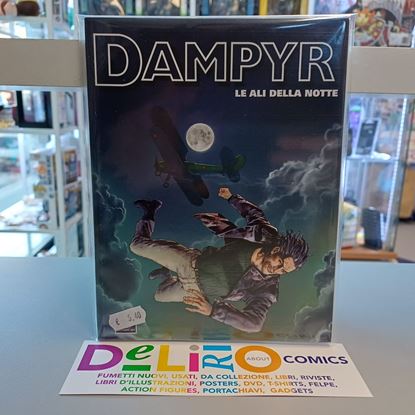 DAMPYR
LE ALI DELLA NOTTE
€ 5,40
DeLiRiO ABOUT COMICS
FUMETTI NUOVI, USATI, DA COLLEZIONE, LIBRI, RIVISTE,
LIBRI D'ILLUSTRAZIONI, POSTERS, DVD, T-SHIRTS, FELPE,
ACTION FIGURES, PORTACHIAVI, GADGETS